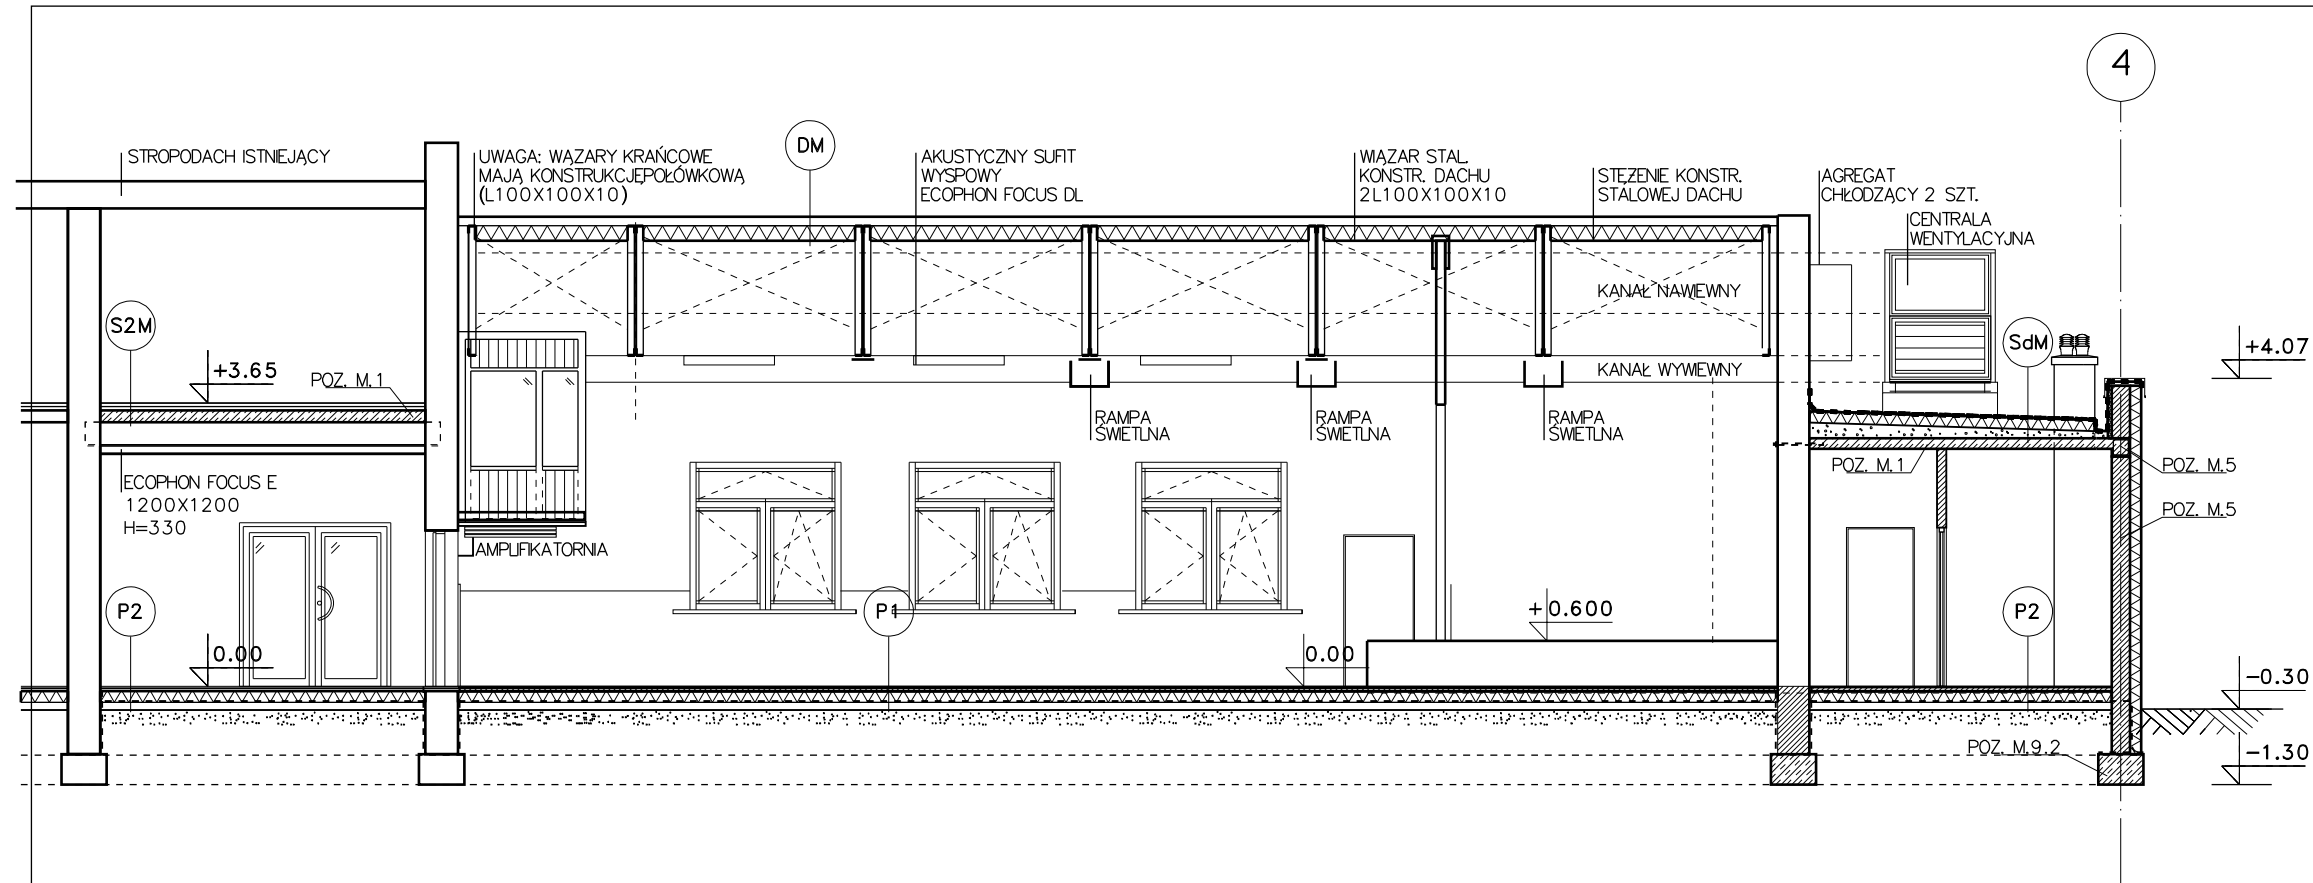 4
STROPODACH ISTNIEJĄCY
UWAGA: WĄZARY KRAŃCOWE
MAJĄ KONSTRUKCJĘPOŁÓWKOWĄ
(L100X100X10)
DM
AKUSTYCZNY SUFIT
WYSPOWY
ECOPHON FOCUS DL
WIĄZAR STAL.
KONSTR. DACHU
2L100X100X10
STĘŻENIE KONSTR.
STALOWEJ DACHU
AGREGAT
CHŁODZĄCY 2 SZT.
CENTRALA
WENTYLACYJNA
KANAŁ NAWIEWNY
S2M
SdM
+3.65
POZ. M.1
KANAŁ WYWIEWNY
+4.07
RAMPA
ŚWIETLNA
RAMPA
ŚWIETLNA
RAMPA
ŚWIETLNA
POZ. M.1
POZ. M.5
ECOPHON FOCUS E
1200X1200
H=330
POZ. M.5
AMPLIFIKATORNIA
P2
P1
+0.600
P2
0.00
0.00
-0.30
POZ. M.9.2
-1.30